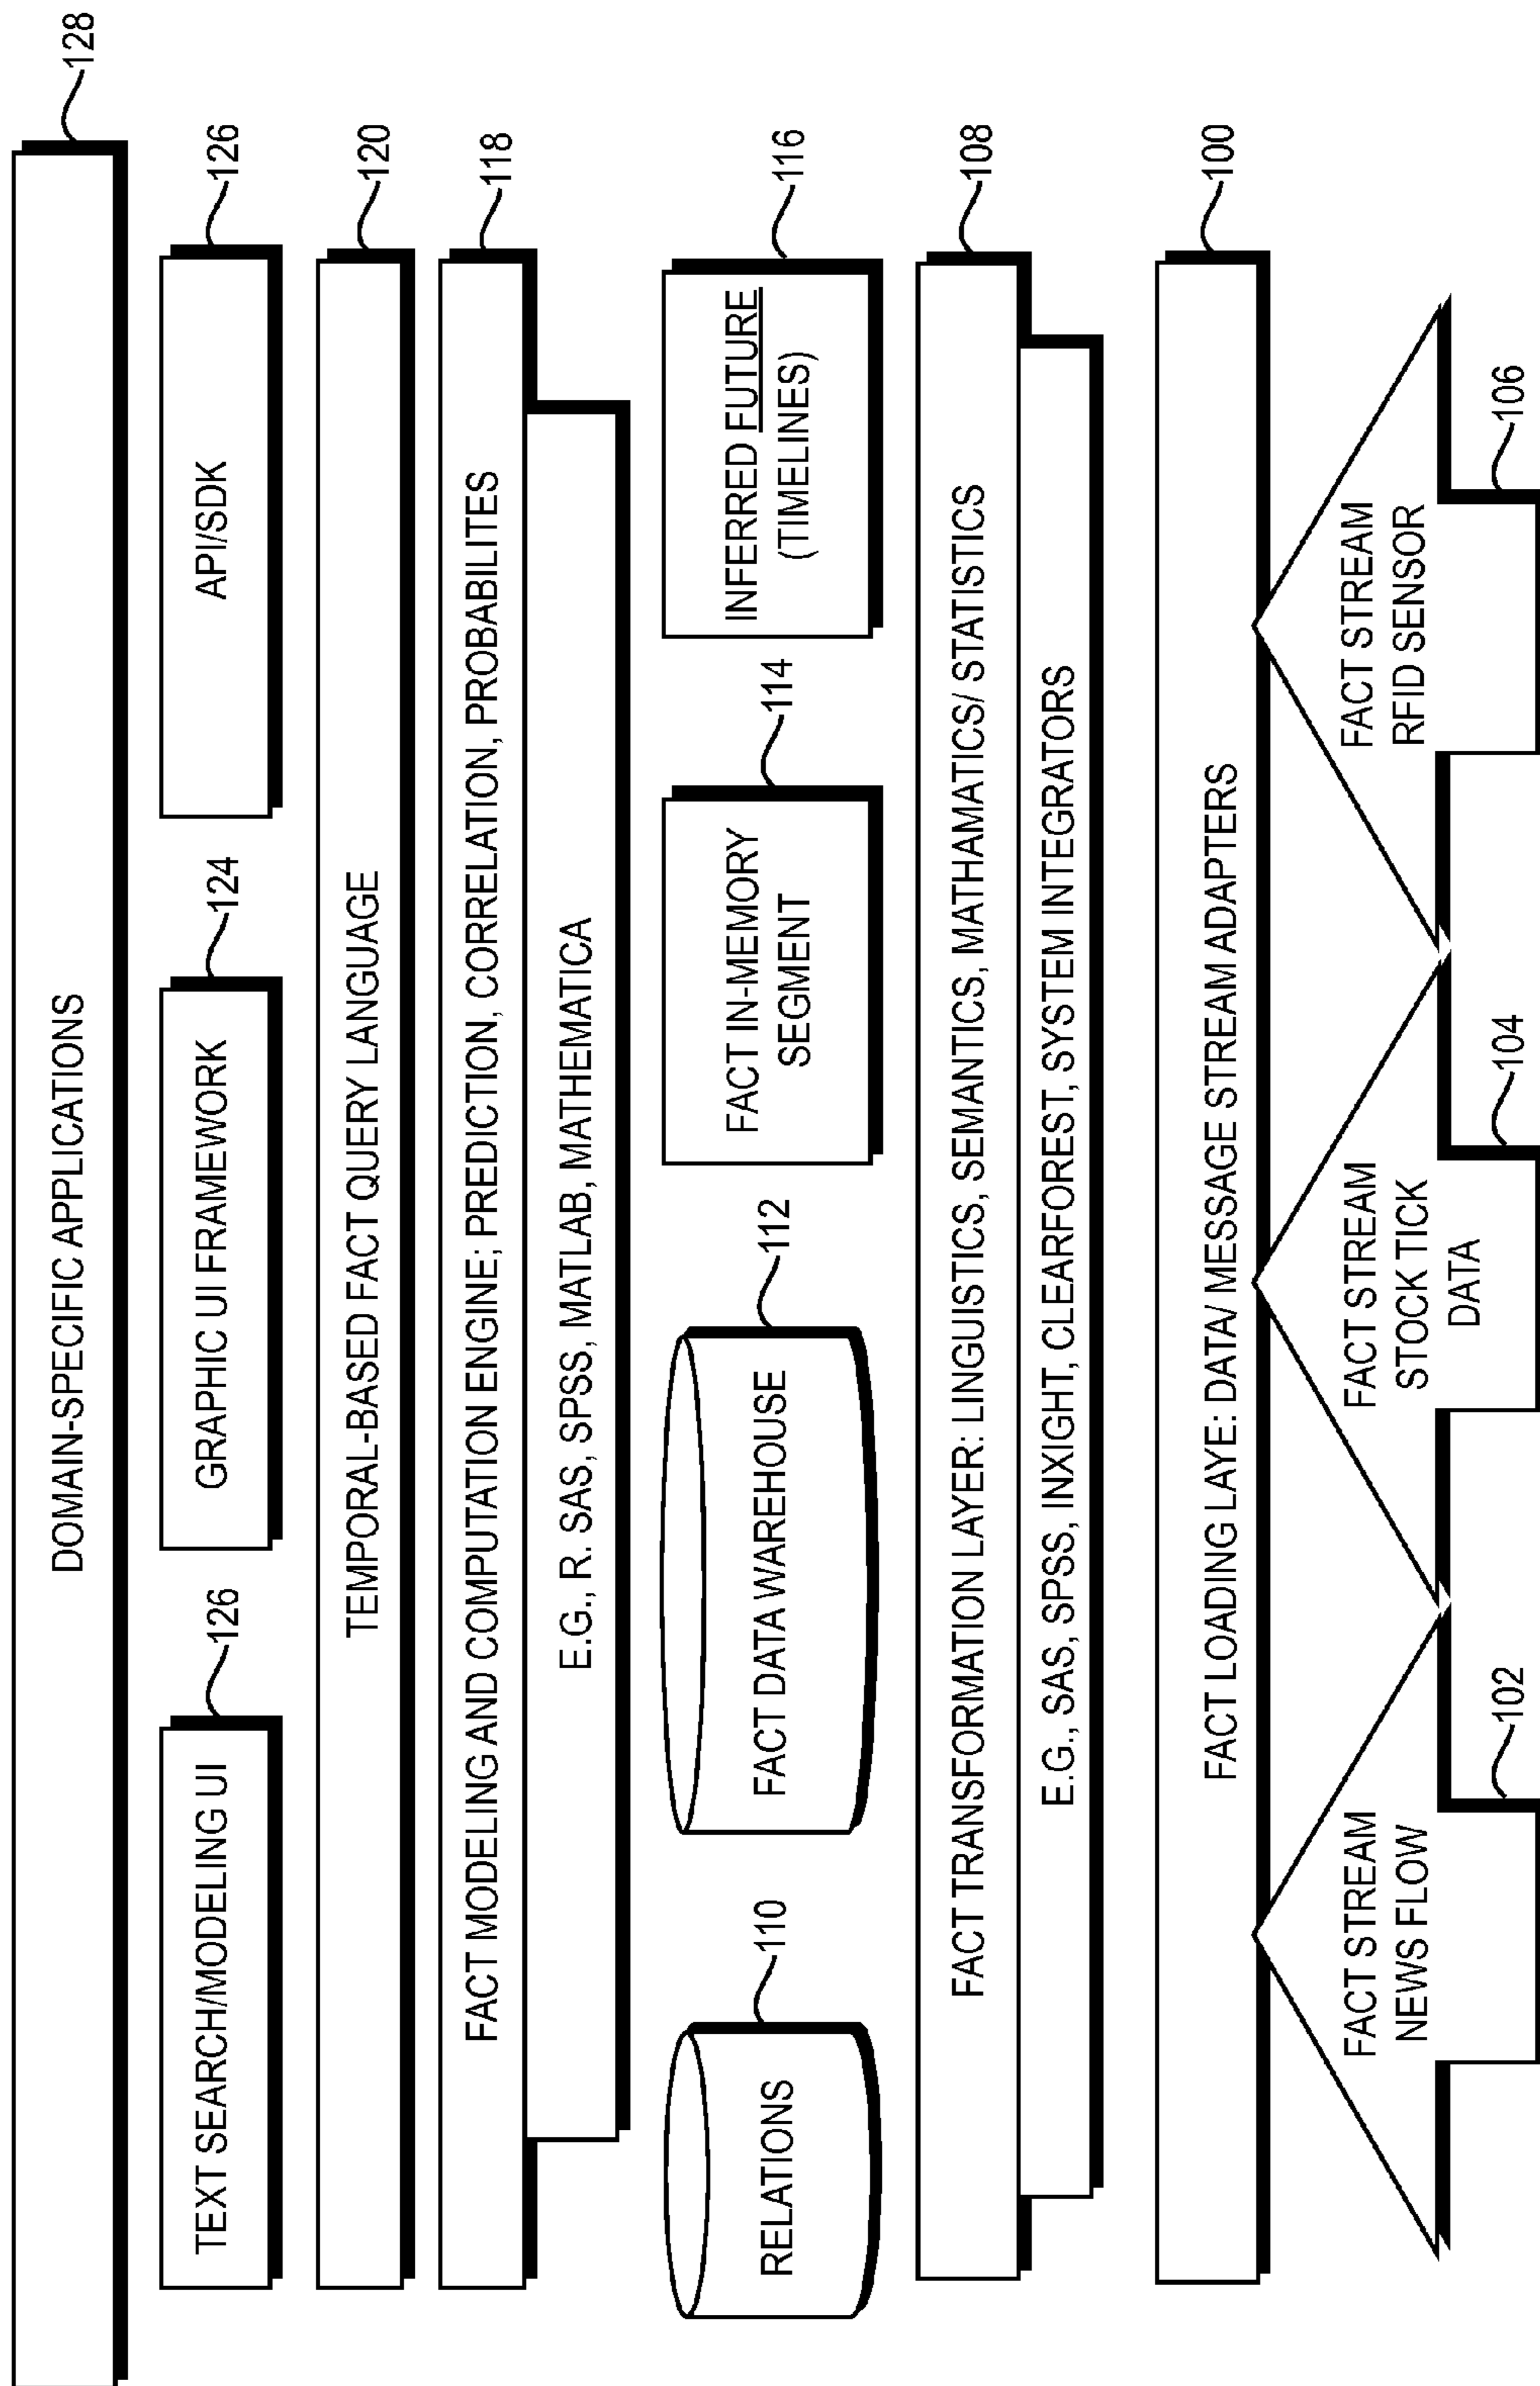 DOMAIN-SPECIFIC APPLICATIONS
128
TEXT SEARCH/MODELING UI
126
GRAPHIC UI FRAMEWORK
124
API/SDK
126
TEMPORAL-BASED FACT QUERY LANGUAGE
120
FACT MODELING AND COMPUTATION ENGINE; PREDICTION, CORRELATION, PROBABILITES
118
E.G., R. SAS, SPSS, MATLAB, MATHEMATICA
RELATIONS
110
FACT DATA WAREHOUSE
112
FACT IN-MEMORY
SEGMENT
114
INFERRED FUTURE
(TIMELINES)
116
FACT TRANSFORMATION LAYER: LINGUISTICS, SEMANTICS, MATHAMATICS/ STATISTICS
108
E.G., SAS, SPSS, INXIGHT, CLEARFOREST, SYSTEM INTEGRATORS
FACT LOADING LAYE: DATA/ MESSAGE STREAM ADAPTERS
100
FACT STREAM
NEWS FLOW
102
FACT STREAM
STOCK TICK
DATA
104
FACT STREAM
RFID SENSOR
106